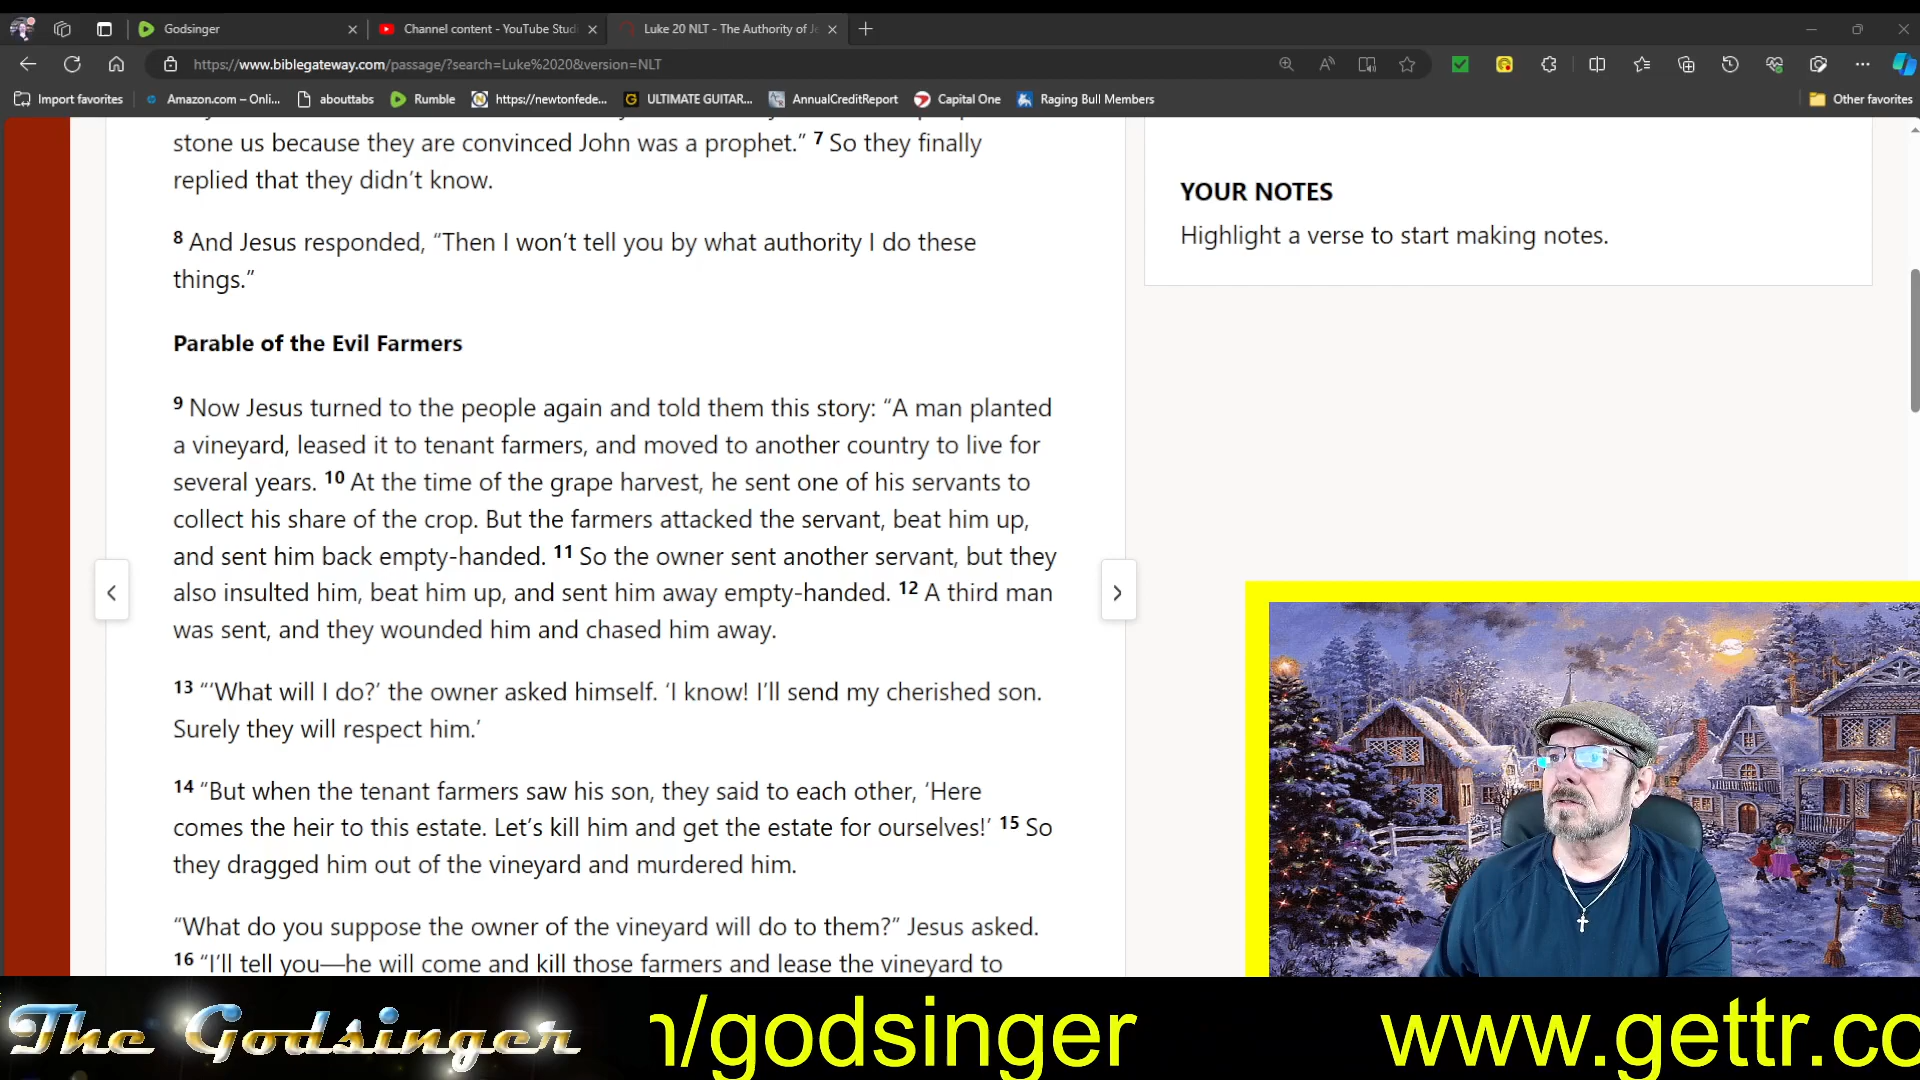 Godsinger
Channel content - YouTube Studi
Luke 20 NLT - The Authority of Je
https://www.biblegateway.com/passage/?search=Luke%2020&version=NLT
Import favorites
Amazon.com – Onli...
abouttabs
Rumble
https://newtonfede...
ULTIMATE GUITAR...
AnnualCreditReport
Capital One
Raging Bull Members
Other favorites
stone us because they are convinced John was a prophet.” 7 So they finally
replied that they didn’t know.
8 And Jesus responded, “Then I won’t tell you by what authority I do these
things.”
Parable of the Evil Farmers
9 Now Jesus turned to the people again and told them this story: “A man planted
a vineyard, leased it to tenant farmers, and moved to another country to live for
several years. 10 At the time of the grape harvest, he sent one of his servants to
collect his share of the crop. But the farmers attacked the servant, beat him up,
and sent him back empty-handed. 11 So the owner sent another servant, but they
also insulted him, beat him up, and sent him away empty-handed. 12 A third man
was sent, and they wounded him and chased him away.
13 “‘What will I do?’ the owner asked himself. ‘I know! I’ll send my cherished son.
Surely they will respect him.’
14 “But when the tenant farmers saw his son, they said to each other, ‘Here
comes the heir to this estate. Let’s kill him and get the estate for ourselves!’ 15 So
they dragged him out of the vineyard and murdered him.
“What do you suppose the owner of the vineyard will do to them?” Jesus asked.
16 “I’ll tell you—he will come and kill those farmers and lease the vineyard to
YOUR NOTES
Highlight a verse to start making notes.
The Godsinger
/godsinger
www.gettr.co